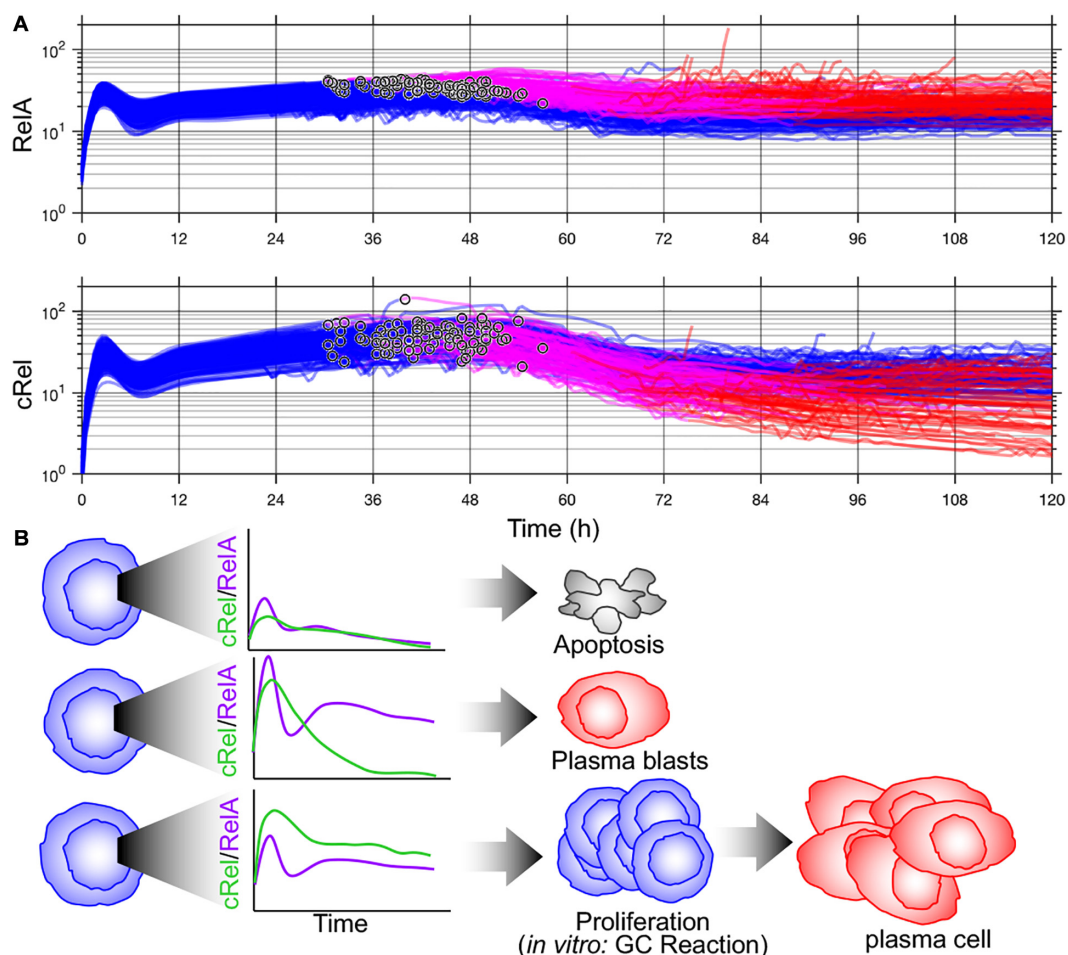 A
RelA
10²
10¹
10⁰
0 12 24 36 48 60 72 84 96 108 120
cRel
10²
10¹
10⁰
0 12 24 36 48 60 72 84 96 108 120
Time (h)
B
cRel/RelA
Apoptosis
cRel/RelA
Plasma blasts
cRel/RelA
Time
Proliferation
(in vitro: GC Reaction)
plasma cell